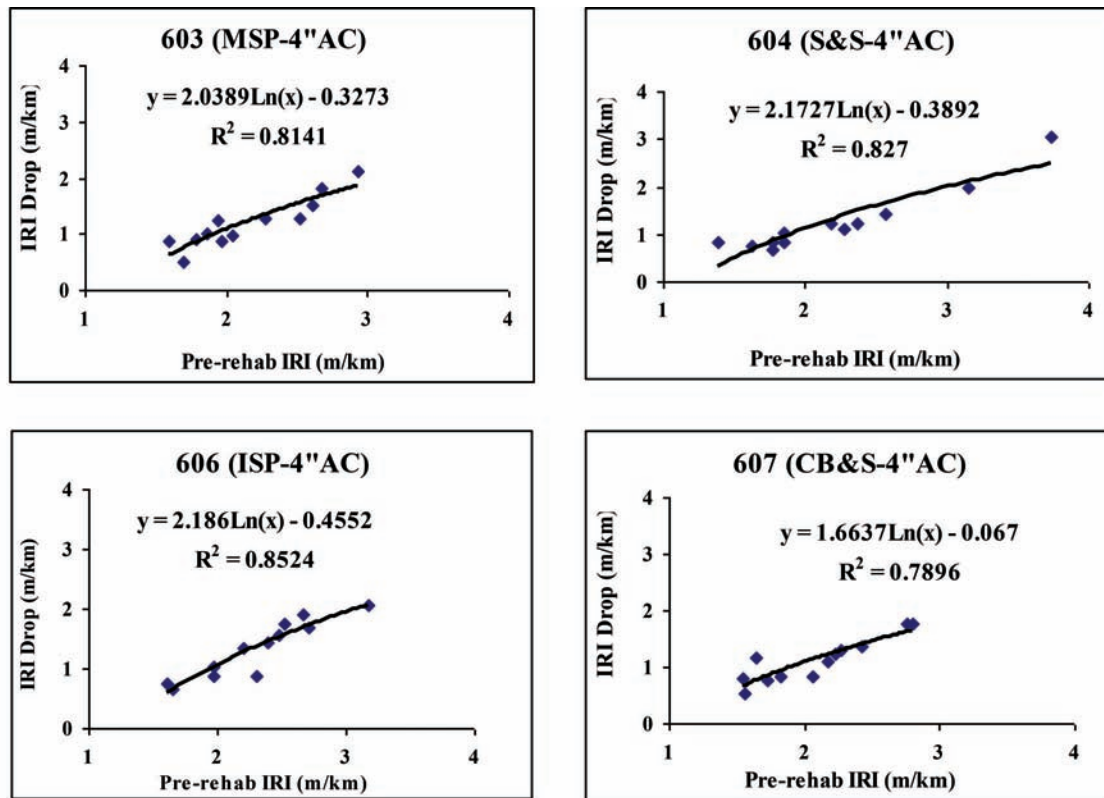 603 (MSP-4"AC)
y = 2.0389Ln(x) - 0.3273
R² = 0.8141
IRI Drop (m/km)
4
3
2
1
0
1 2 3 4
Pre-rehab IRI (m/km)
604 (S&S-4"AC)
y = 2.1727Ln(x) - 0.3892
R² = 0.827
IRI Drop (m/km)
4
3
2
1
0
1 2 3 4
Pre-rehab IRI (m/km)
606 (ISP-4"AC)
y = 2.186Ln(x) - 0.4552
R² = 0.8524
IRI Drop (m/km)
4
3
2
1
0
1 2 3 4
Pre-rehab IRI (m/km)
607 (CB&S-4"AC)
y = 1.6637Ln(x) - 0.067
R² = 0.7896
IRI Drop (m/km)
4
3
2
1
0
1 2 3 4
Pre-rehab IRI (m/km)